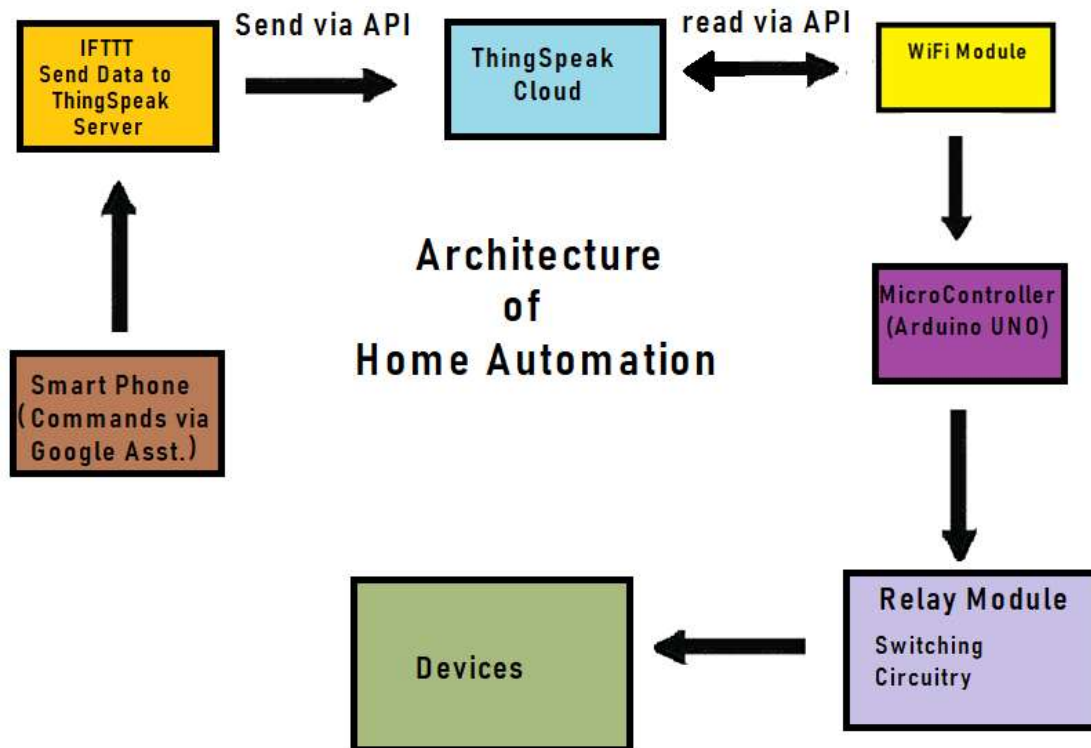 IFTTT
Send Data to
ThingSpeak
Server
Send via API
ThingSpeak
Cloud
read via API
WiFi Module
Architecture
of
Home Automation
MicroController
(Arduino UNO)
Smart Phone
(Commands via
Google Asst.)
Devices
Relay Module
Switching
Circuitry